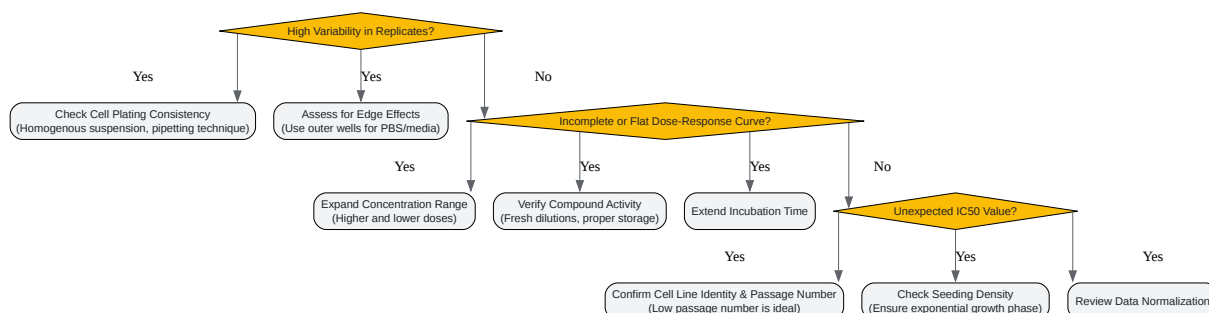 High Variability in Replicates?
Yes
Yes
No
Check Cell Plating Consistency
(Homogenous suspension, pipetting technique)
Assess for Edge Effects
(Use outer wells for PBS/media)
Incomplete or Flat Dose-Response Curve?
Yes
Yes
Yes
No
Expand Concentration Range
(Higher and lower doses)
Verify Compound Activity
(Fresh dilutions, proper storage)
Extend Incubation Time
Unexpected IC50 Value?
Yes
Yes
Yes
Confirm Cell Line Identity & Passage Number
(Low passage number is ideal)
Check Seeding Density
(Ensure exponential growth phase)
Review Data Normalization